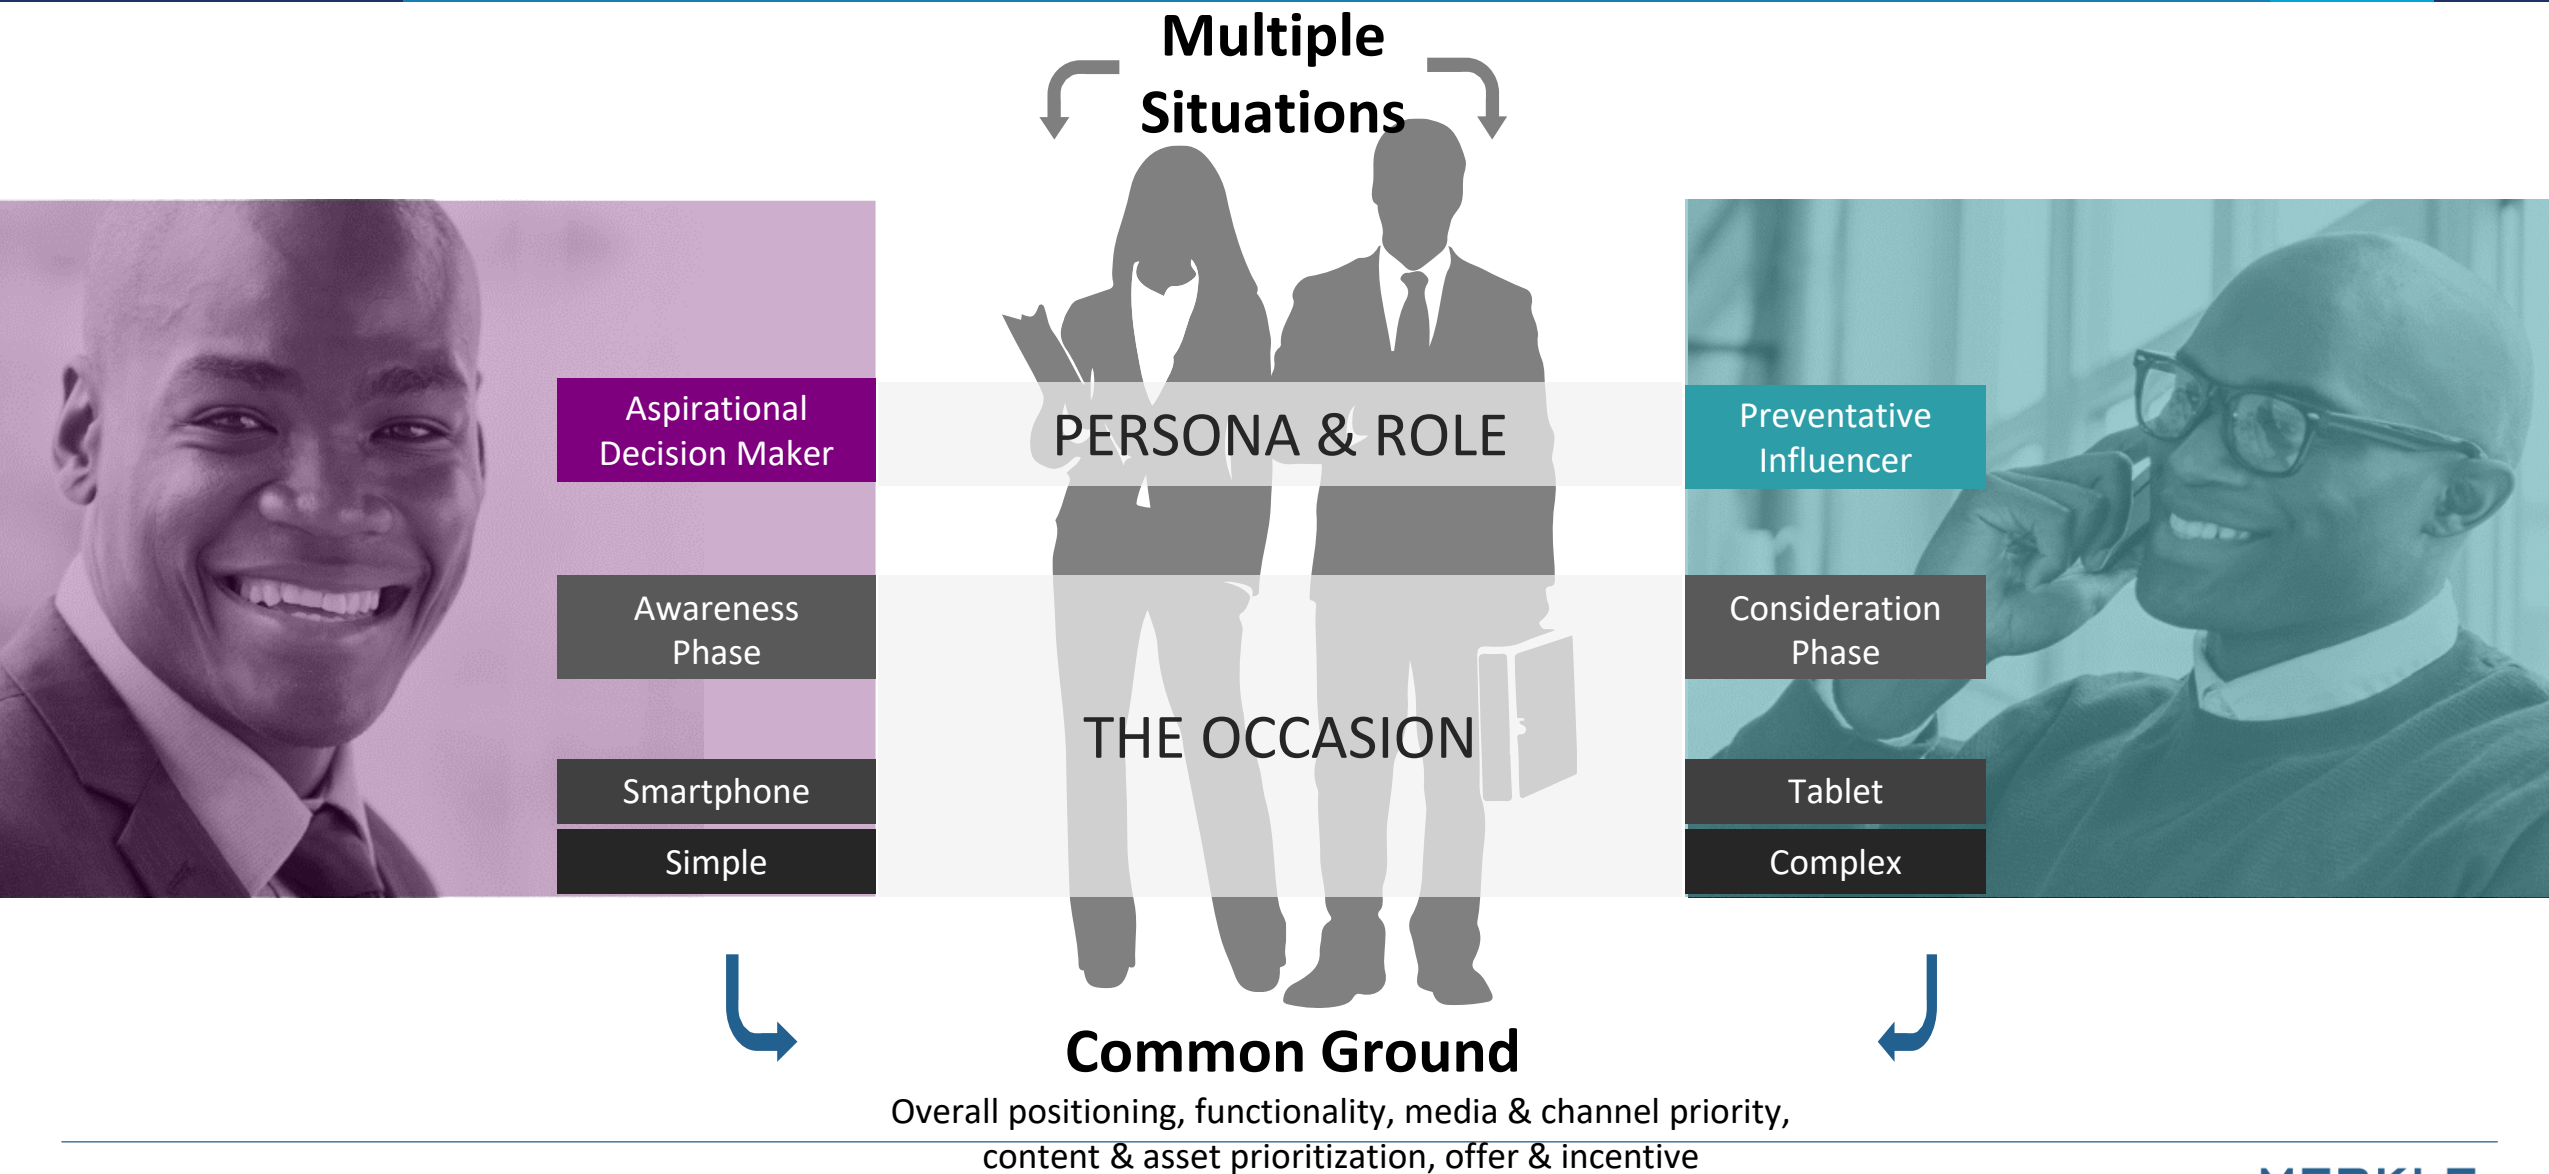 Multiple
Situations
Aspirational
Decision Maker
PERSONA & ROLE
Preventative
Influencer
Awareness
Phase
Consideration
Phase
THE OCCASION
Smartphone
Tablet
Simple
Complex
Common Ground
Overall positioning, functionality, media & channel priority,
content & asset prioritization, offer & incentive
MERKLE